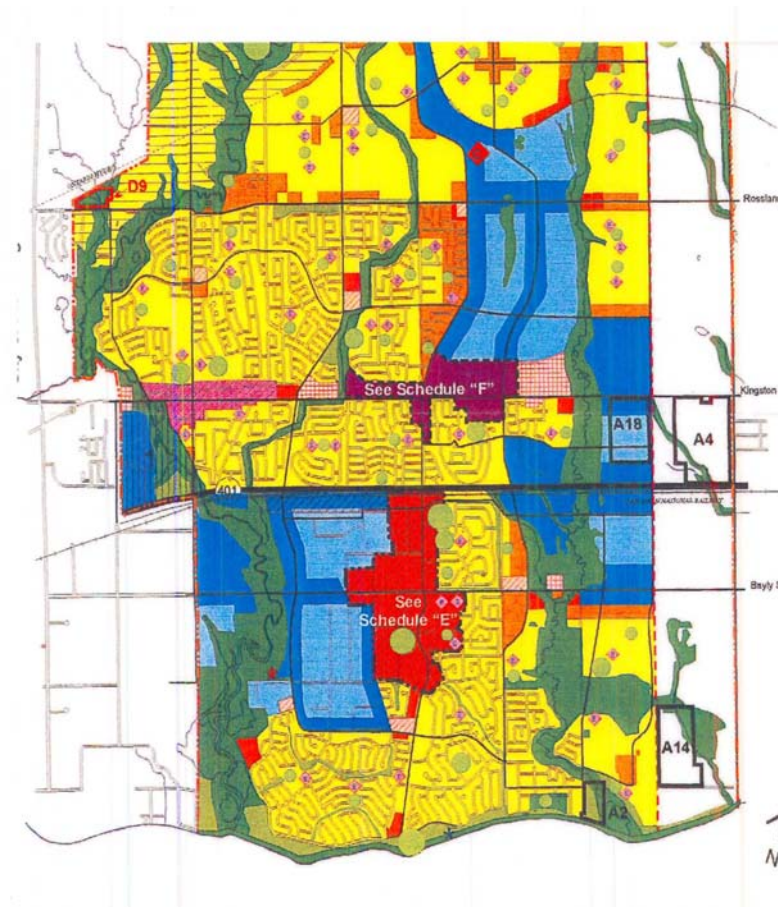 D9
Rosslan
See Schedule "F"
Kingston
A18
A4
401
Bayly S
See
Schedule "E"
A14
A2
N